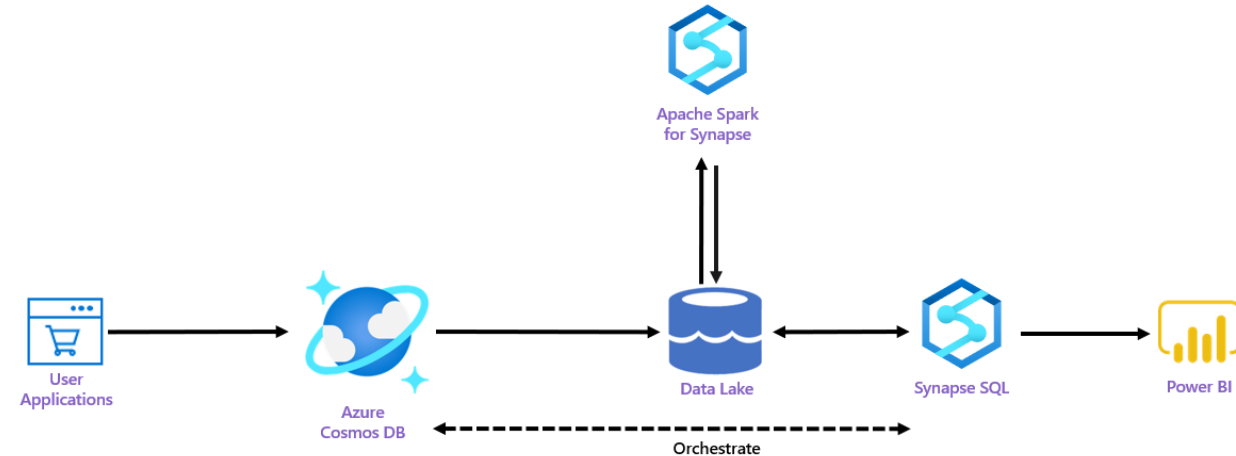 Apache Spark
for Synapse
User
Applications
Azure
Cosmos DB
Data Lake
Synapse SQL
Power BI
Orchestrate